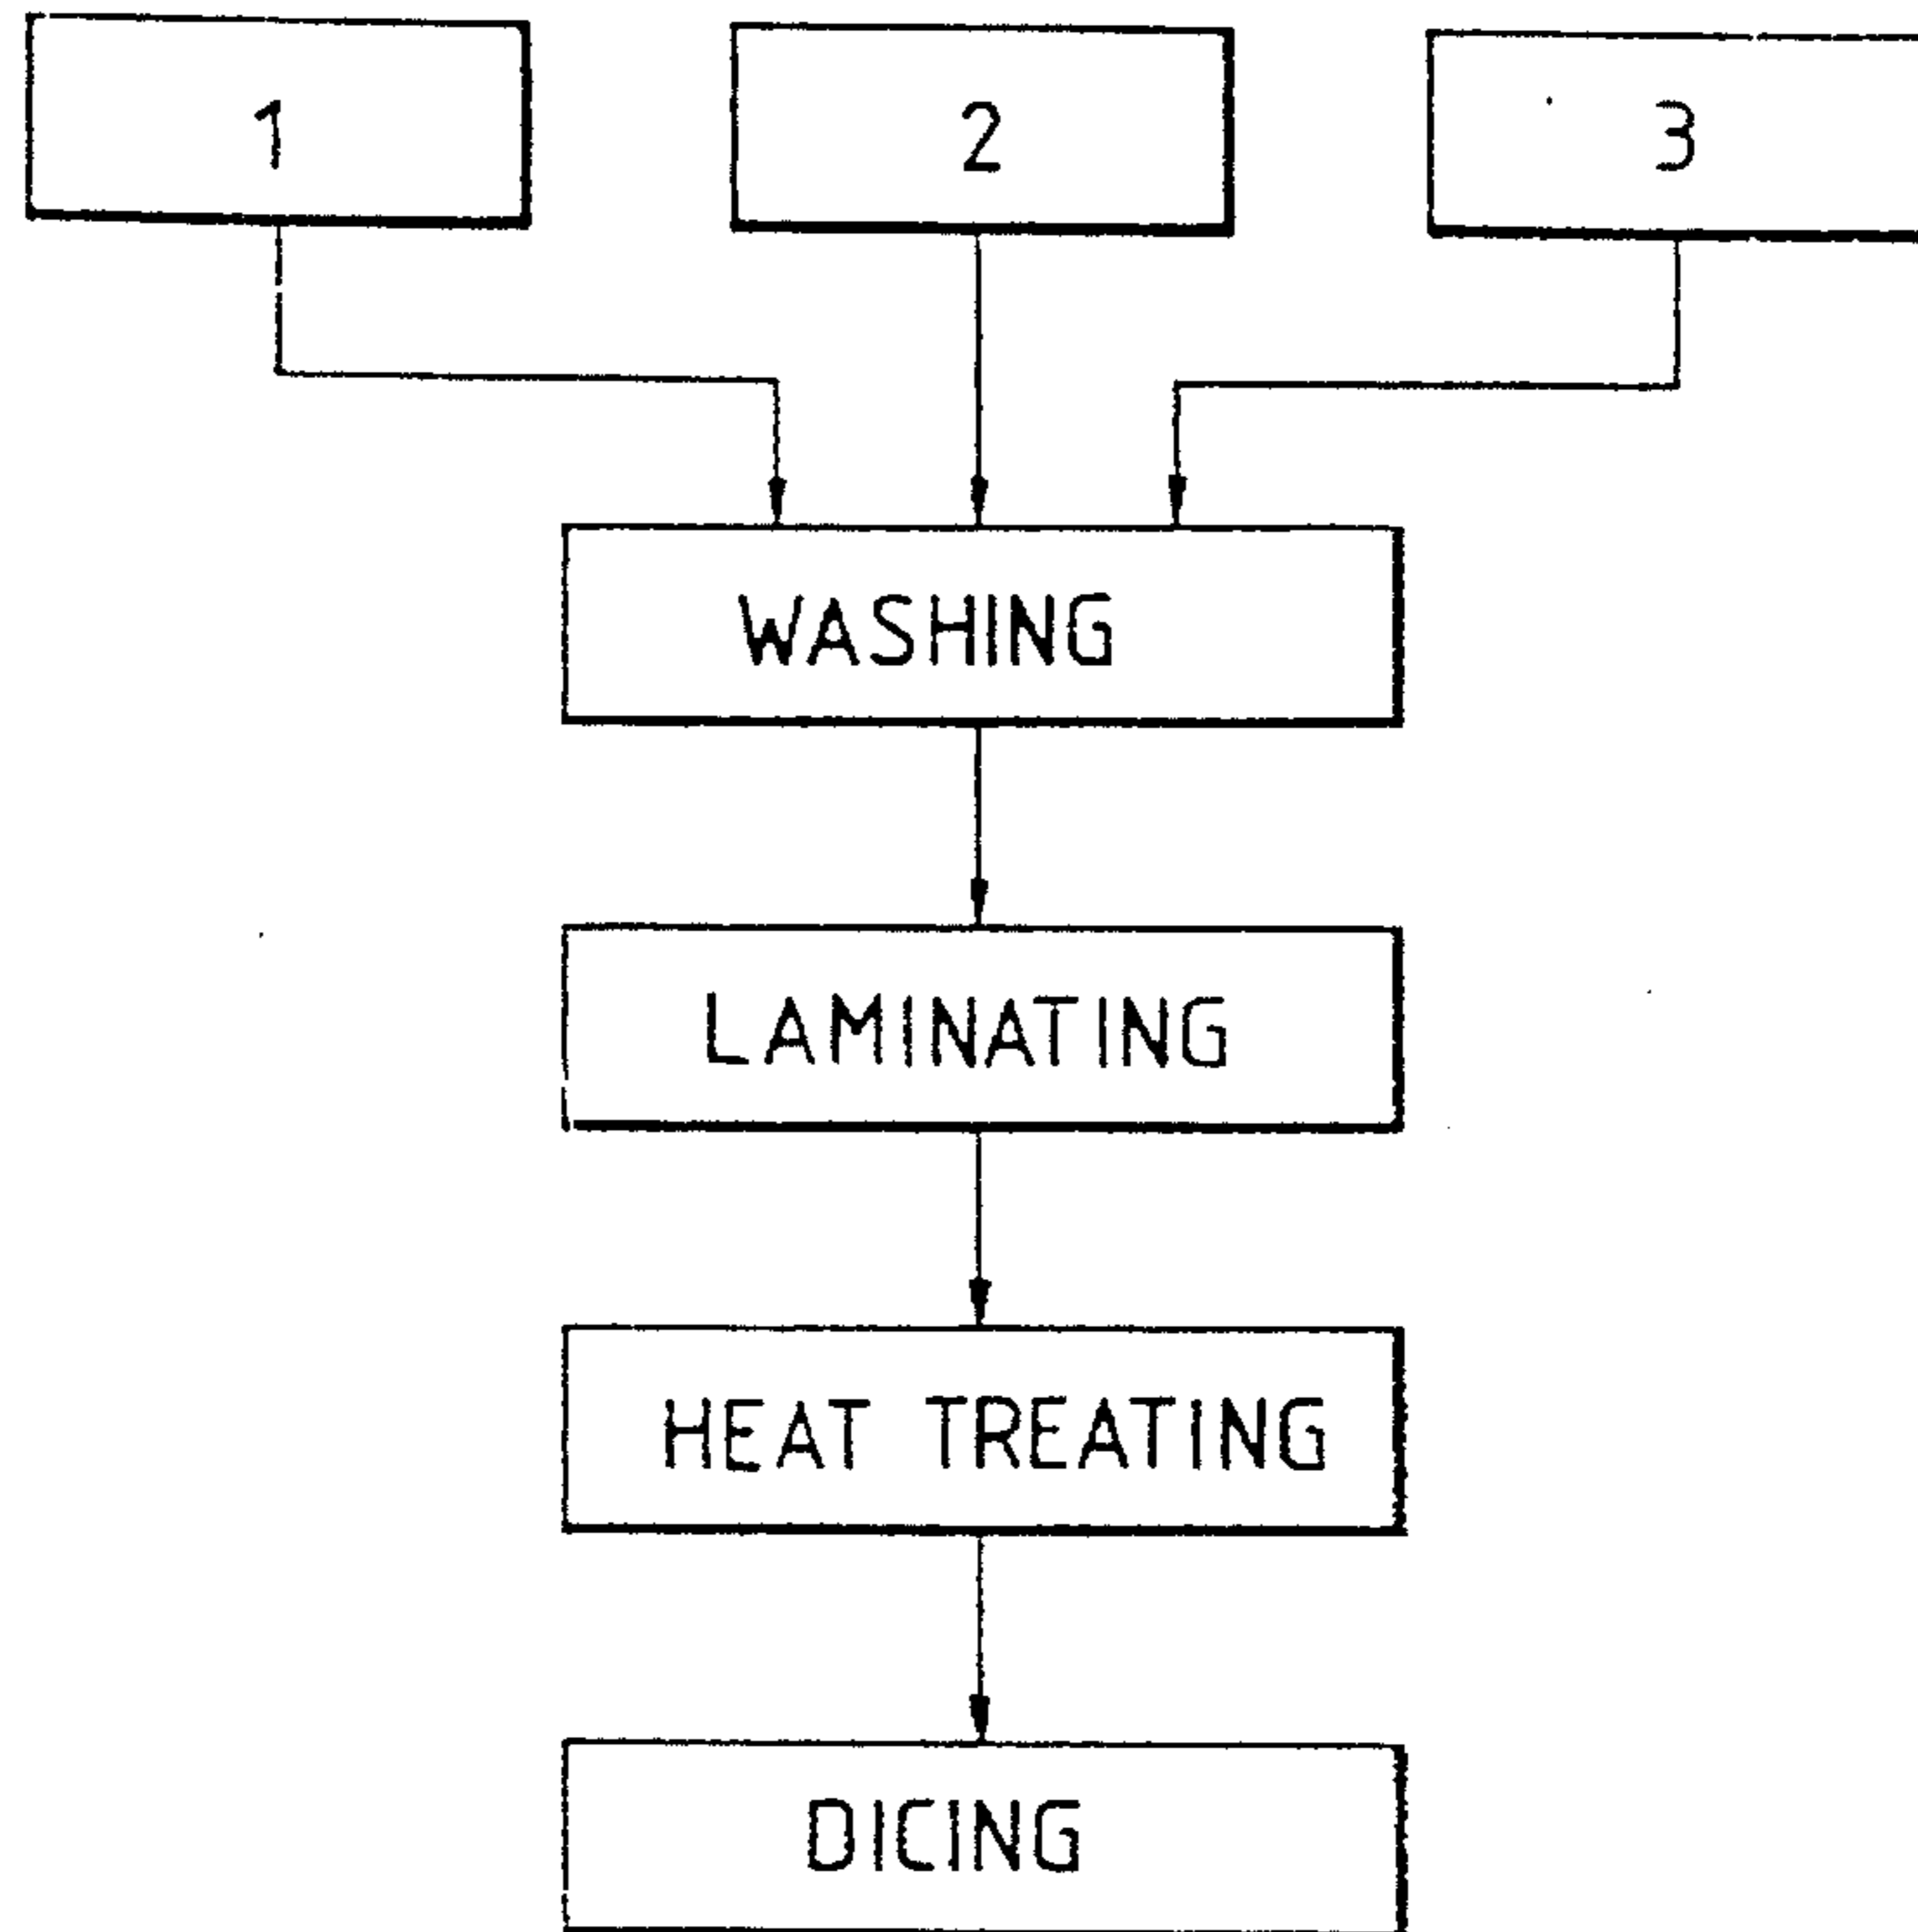 1 2 3
WASHING
LAMINATING
HEAT TREATING
DICING